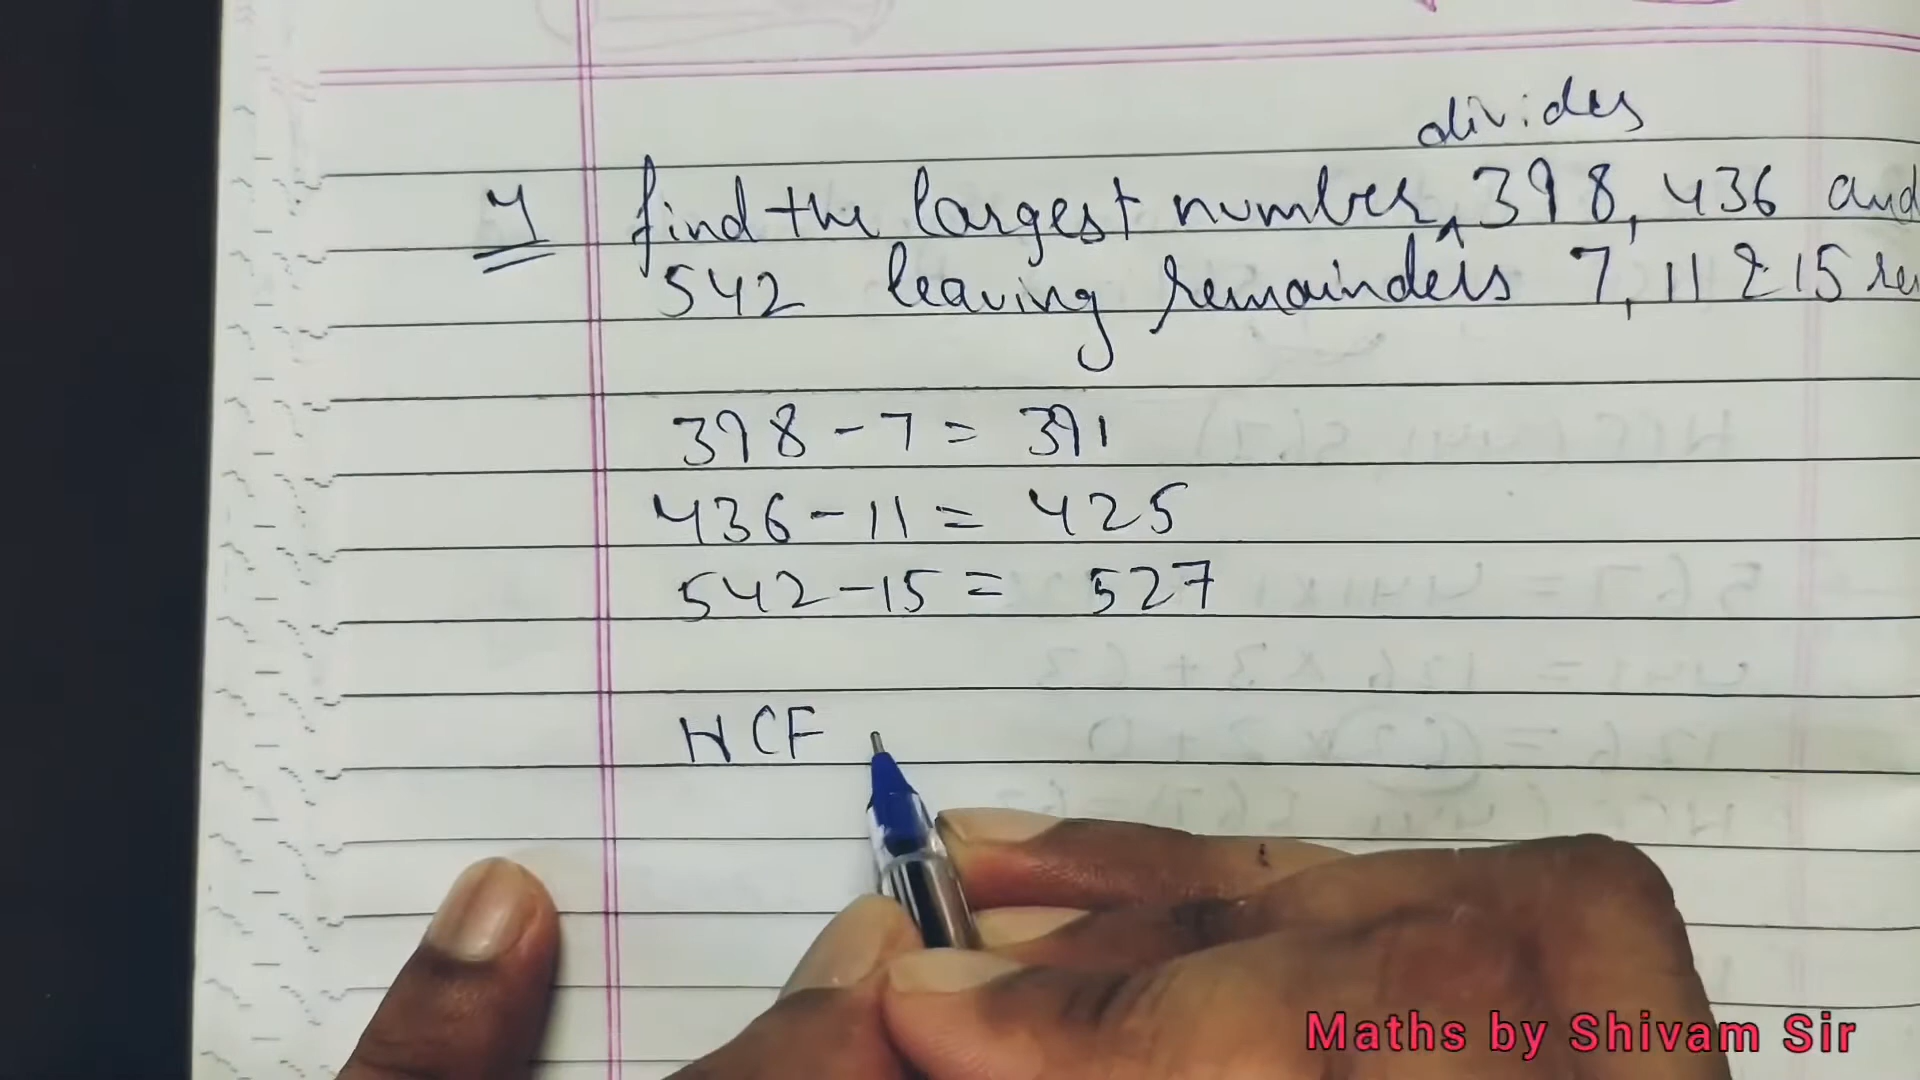 divides
4 find the largest number, 398, 436 and
542 leaving remainders 7, 11 & 15 re
398 - 7 = 391
436 - 11 = 425
542 - 15 = 527
HCF
Maths by Shivam Sir